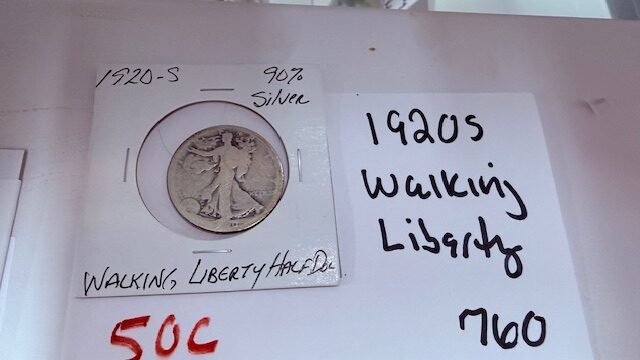 1920-S 90%
Silver
WALKING LIBERTY HALF DOL
50C
1920s
Walking
Liberty
760